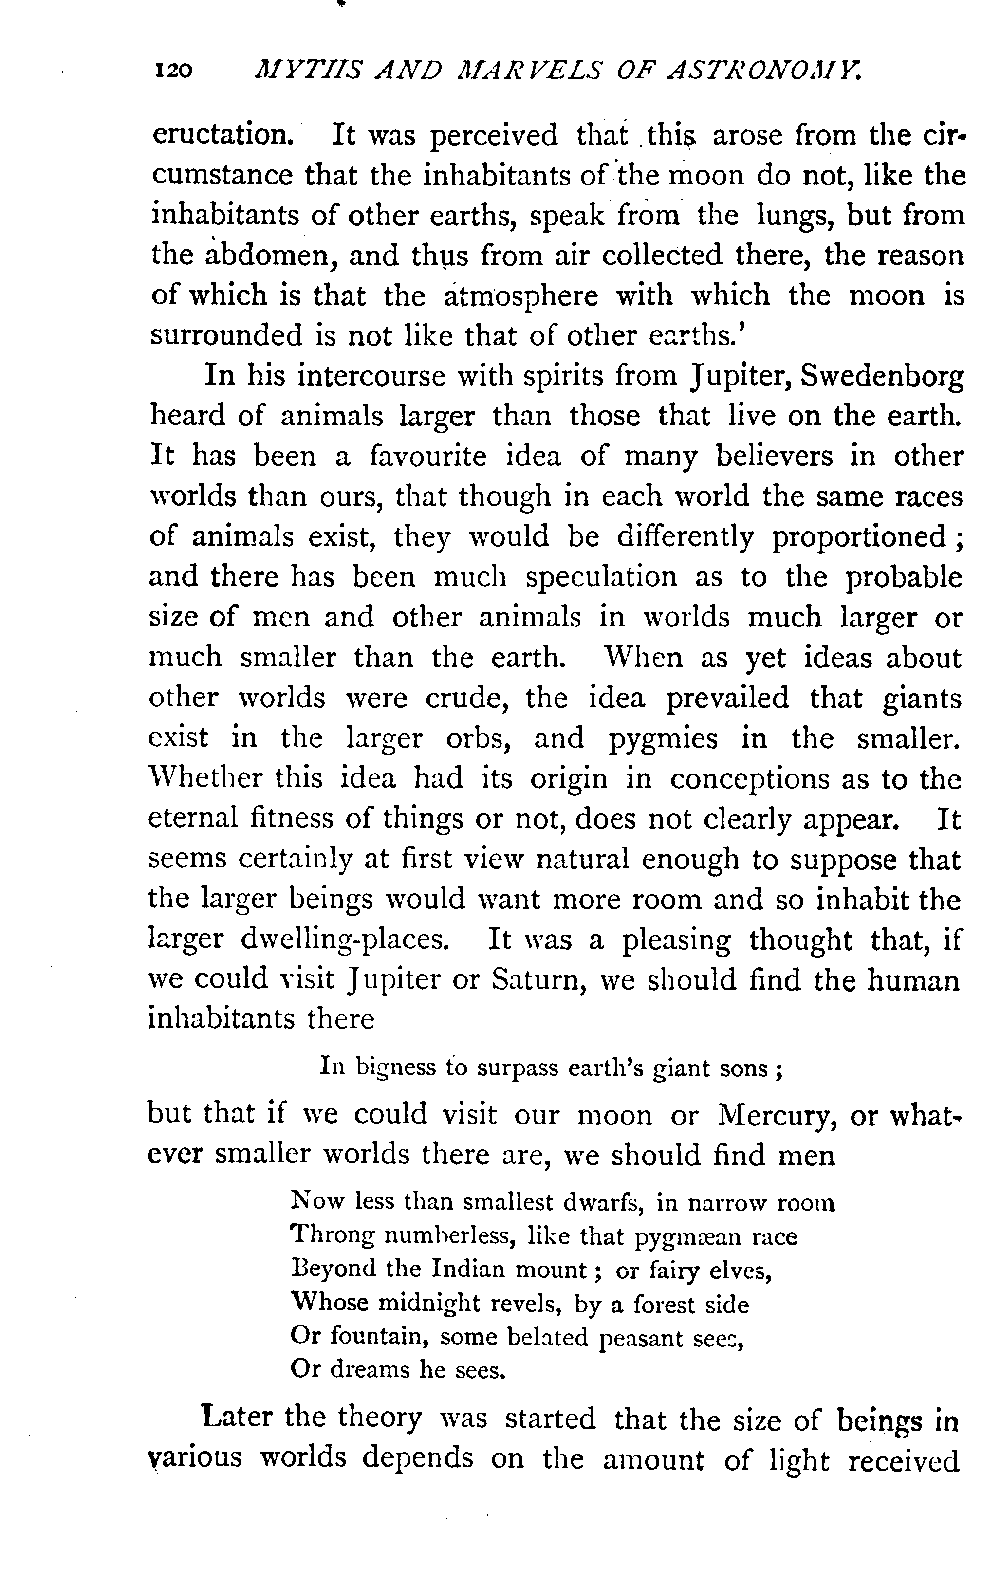 120 MYTHS AND MARVELS OF ASTRONOMY.
eructation. It was perceived that this arose from the cir-
cumstance that the inhabitants of the moon do not, like the
inhabitants of other earths, speak from the lungs, but from
the abdomen, and thus from air collected there, the reason
of which is that the atmosphere with which the moon is
surrounded is not like that of other earths.'
In his intercourse with spirits from Jupiter, Swedenborg
heard of animals larger than those that live on the earth.
It has been a favourite idea of many believers in other
worlds than ours, that though in each world the same races
of animals exist, they would be differently proportioned ;
and there has been much speculation as to the probable
size of men and other animals in worlds much larger or
much smaller than the earth. When as yet ideas about
other worlds were crude, the idea prevailed that giants
exist in the larger orbs, and pygmies in the smaller.
Whether this idea had its origin in conceptions as to the
eternal fitness of things or not, does not clearly appear. It
seems certainly at first view natural enough to suppose that
the larger beings would want more room and so inhabit the
larger dwelling-places. It was a pleasing thought that, if
we could visit Jupiter or Saturn, we should find the human
inhabitants there
In bigness to surpass earth's giant sons ;
but that if we could visit our moon or Mercury, or what-
ever smaller worlds there are, we should find men
Now less than smallest dwarfs, in narrow room
Throng numberless, like that pygmæan race
Beyond the Indian mount ; or fairy elves,
Whose midnight revels, by a forest side
Or fountain, some belated peasant sees,
Or dreams he sees.
Later the theory was started that the size of beings in
various worlds depends on the amount of light received